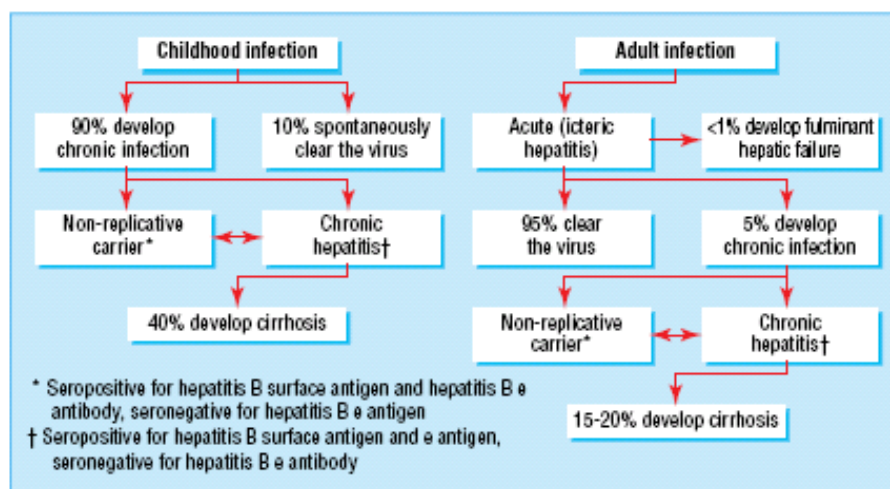 Childhood infection
90% develop
chronic infection
10% spontaneously
clear the virus
Non-replicative
carrier*
Chronic
hepatitis†
40% develop cirrhosis
Adult infection
Acute (icteric
hepatitis)
<1% develop fulminant
hepatic failure
95% clear
the virus
5% develop
chronic infection
Non-replicative
carrier*
Chronic
hepatitis†
15-20% develop cirrhosis
* Seropositive for hepatitis B surface antigen and hepatitis B e
antibody, seronegative for hepatitis B e antigen
† Seropositive for hepatitis B surface antigen and e antigen,
seronegative for hepatitis B e antibody